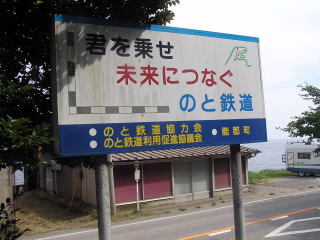 君を乗せ
未来につなぐ
のと鉄道
のと鉄道協力会
のと鉄道利用促進協議会
能都町